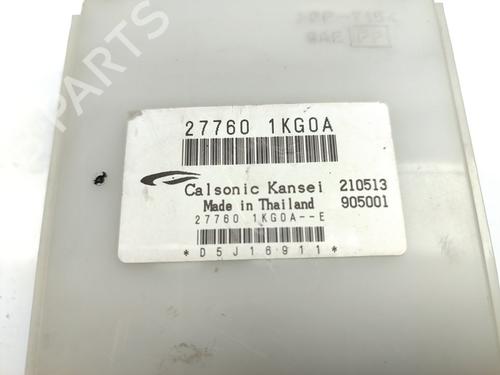 27760 1KG0A
Calsonic Kansei 210513
Made in Thailand 905001
27760 1KG0A--E
*D5J16911*
PARTS